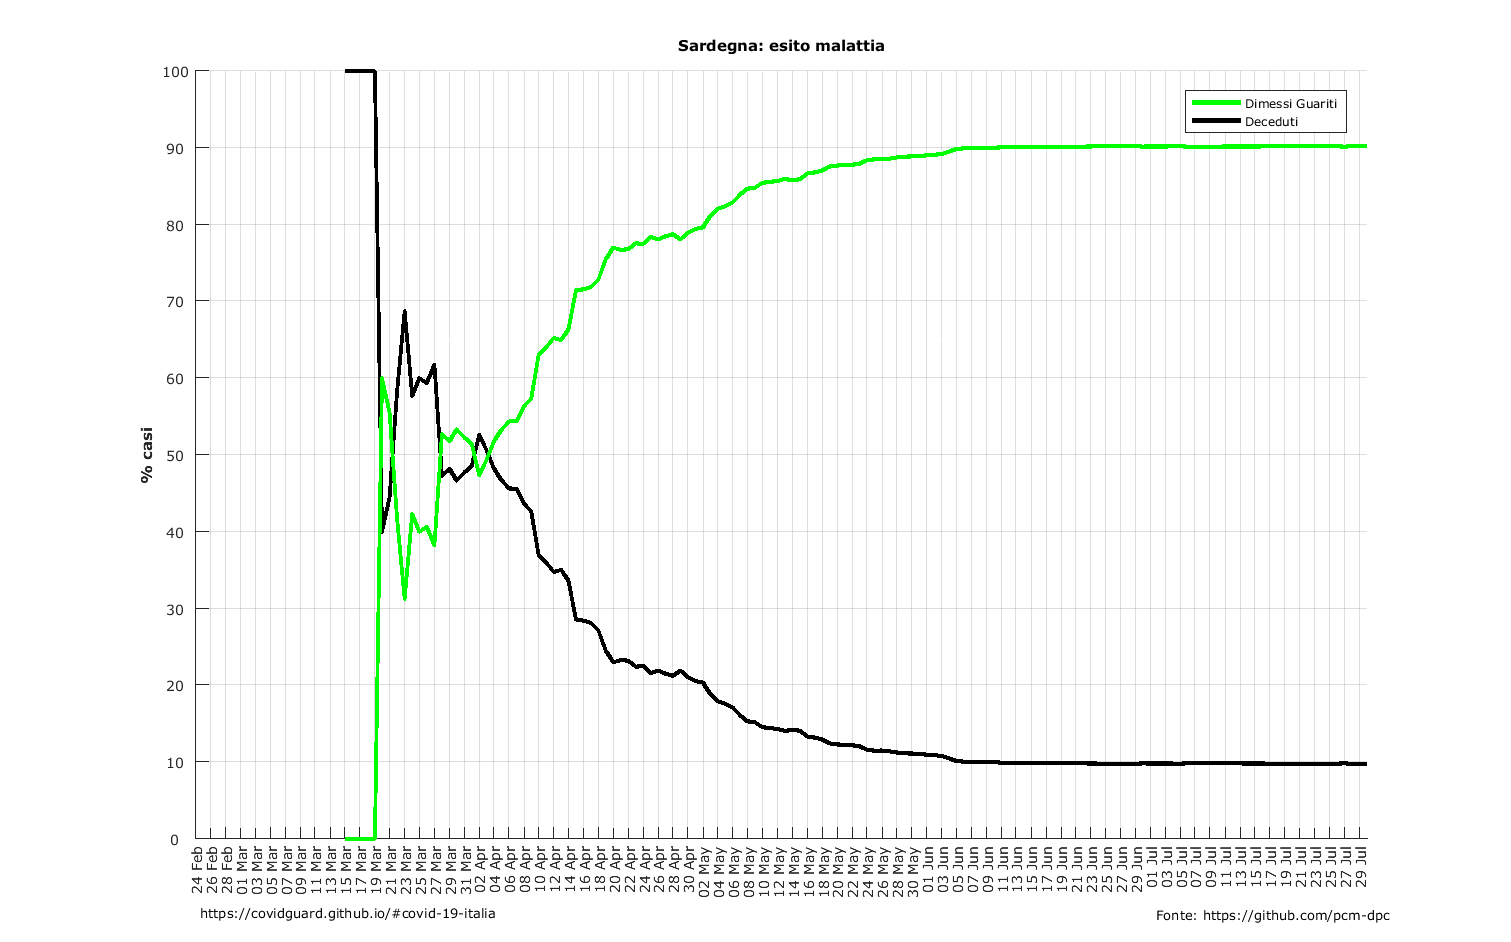 Sardegna: esito malattia
100
90
80
70
60
50
40
30
20
10
0
% casi
Dimessi Guariti
Deceduti
24 Feb
26 Feb
28 Feb
01 Mar
03 Mar
05 Mar
07 Mar
09 Mar
11 Mar
13 Mar
15 Mar
17 Mar
19 Mar
21 Mar
23 Mar
25 Mar
27 Mar
29 Mar
31 Mar
02 Apr
04 Apr
06 Apr
08 Apr
10 Apr
12 Apr
14 Apr
16 Apr
18 Apr
20 Apr
22 Apr
24 Apr
26 Apr
28 Apr
30 Apr
02 May
04 May
06 May
08 May
10 May
12 May
14 May
16 May
18 May
20 May
22 May
24 May
26 May
28 May
30 May
01 Jun
03 Jun
05 Jun
07 Jun
09 Jun
11 Jun
13 Jun
15 Jun
17 Jun
19 Jun
21 Jun
23 Jun
25 Jun
27 Jun
29 Jun
01 Jul
03 Jul
05 Jul
07 Jul
09 Jul
11 Jul
13 Jul
15 Jul
17 Jul
19 Jul
21 Jul
23 Jul
25 Jul
27 Jul
29 Jul
https://covidguard.github.io/#covid-19-italia
Fonte: https://github.com/pcm-dpc